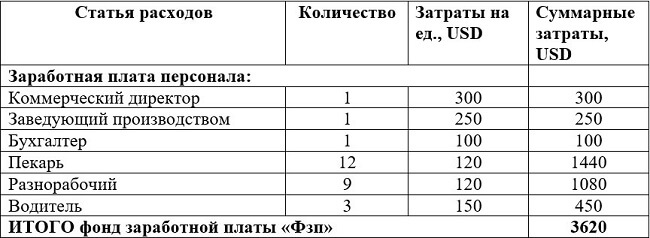 Статья расходов Количество Затраты на Суммарные
ед., USD затраты,
USD
Заработная плата персонала:
Коммерческий директор 1 300 300
Заведующий производством 1 250 250
Бухгалтер 1 100 100
Пекарь 12 120 1440
Разнорабочий 9 120 1080
Водитель 3 150 450
ИТОГО фонд заработной платы «Фзп» 3620